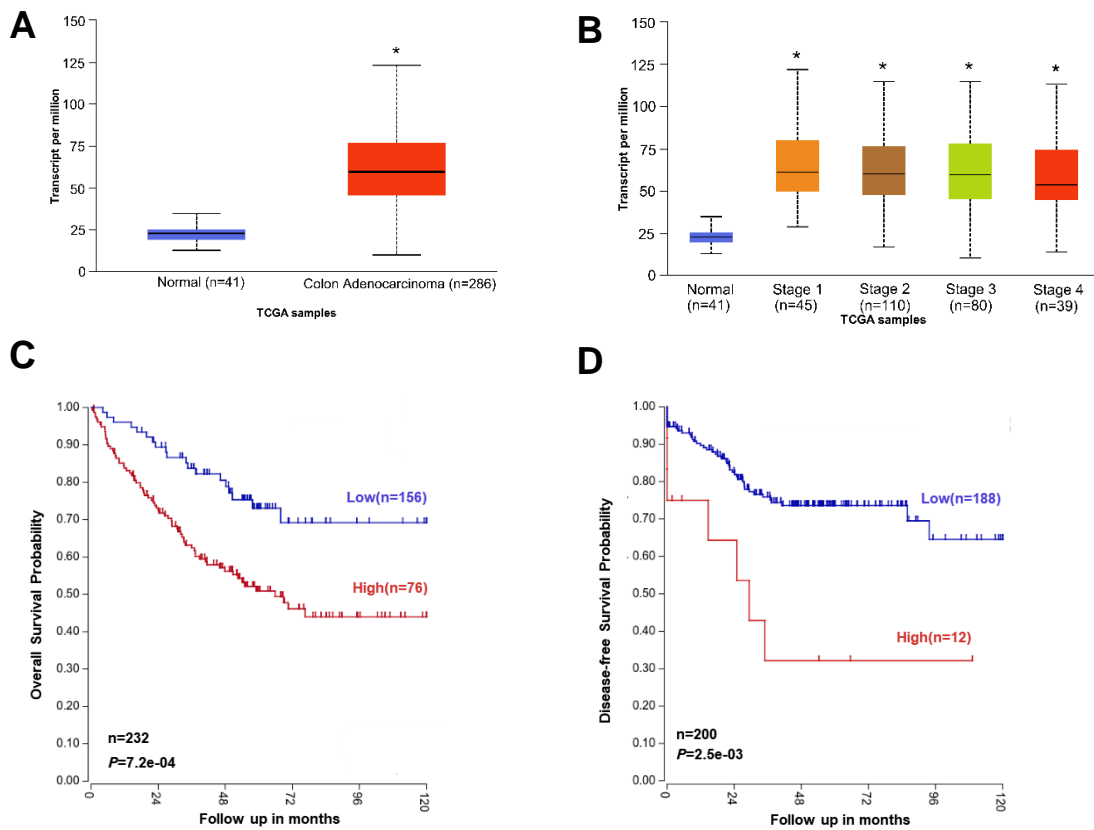 A
150
125
100
75
50
25
0
Transcript per million
*
Normal (n=41)
Colon Adenocarcinoma (n=286)
TCGA samples
B
150
125
100
75
50
25
0
Transcript per million
*
*
*
*
Normal
(n=41)
Stage 1
(n=45)
Stage 2
(n=110)
Stage 3
(n=80)
Stage 4
(n=39)
TCGA samples
C
1.00
0.90
0.80
0.70
0.60
0.50
0.40
0.30
0.20
0.10
0.00
Overall Survival Probability
Low(n=156)
High(n=76)
n=232
P=7.2e-04
0
24
48
72
96
120
Follow up in months
D
1.00
0.90
0.80
0.70
0.60
0.50
0.40
0.30
0.20
0.10
0.00
Disease-free Survival Probability
Low(n=188)
High(n=12)
n=200
P=2.5e-03
0
24
48
72
96
120
Follow up in months